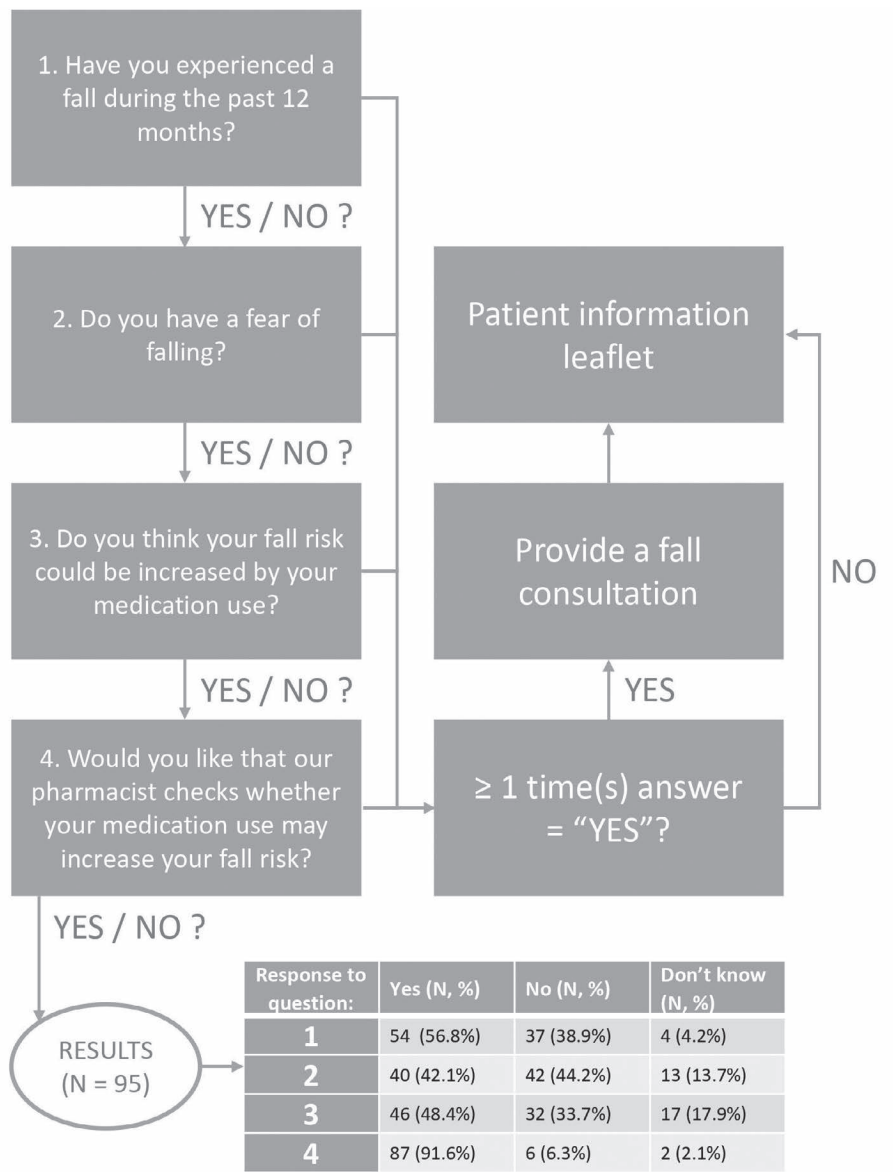 1. Have you experienced a
fall during the past 12
months?
YES / NO ?
2. Do you have a fear of
falling?
YES / NO ?
3. Do you think your fall risk
could be increased by your
medication use?
YES / NO ?
4. Would you like that our
pharmacist checks whether
your medication use may
increase your fall risk?
YES / NO ?
Patient information
leaflet
Provide a fall
consultation
NO
YES
≥ 1 time(s) answer
= “YES”?
RESULTS
(N = 95)
Response to
question:
Yes (N, %)
No (N, %)
Don’t know
(N, %)
1 54 (56.8%) 37 (38.9%) 4 (4.2%)
2 40 (42.1%) 42 (44.2%) 13 (13.7%)
3 46 (48.4%) 32 (33.7%) 17 (17.9%)
4 87 (91.6%) 6 (6.3%) 2 (2.1%)